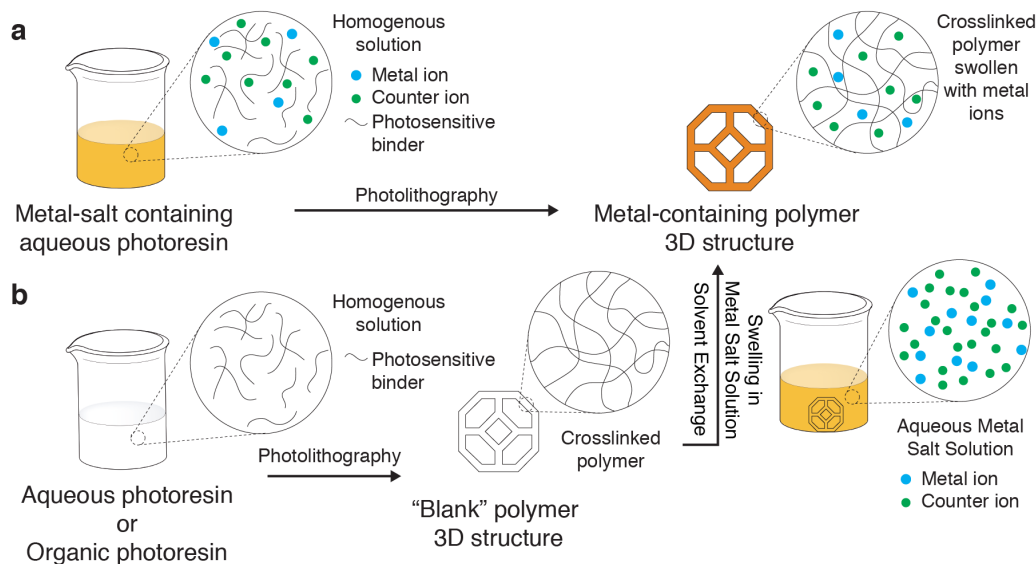 a
Homogenous
solution
Metal ion
Counter ion
Photosensitive
binder
Crosslinked
polymer
swollen
with metal
ions
Photolithography
Metal-salt containing
aqueous photoresin
Metal-containing polymer
3D structure
b
Homogenous
solution
Photosensitive
binder
Photolithography
Aqueous photoresin
or
Organic photoresin
Crosslinked
polymer
“Blank” polymer
3D structure
Swelling in
Metal Salt Solution
Solvent Exchange
Aqueous Metal
Salt Solution
Metal ion
Counter ion